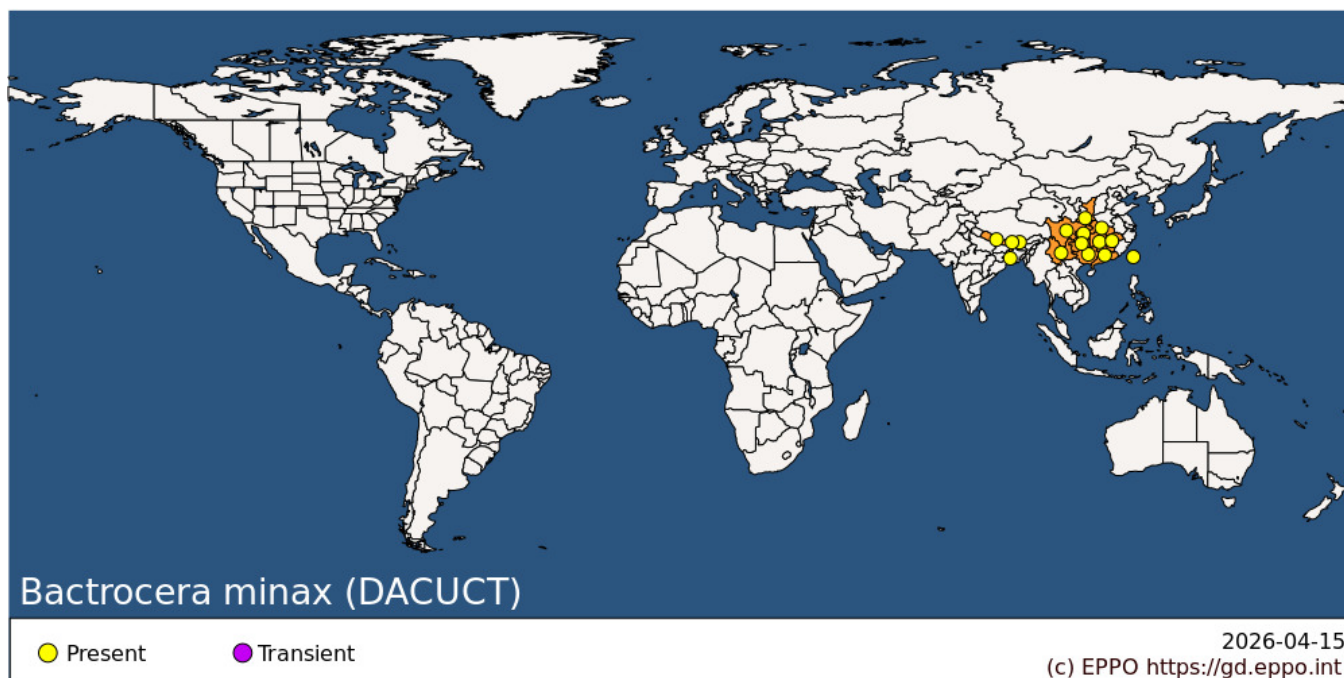 Bactrocera minax (DACUCT)
Present
Transient
2026-04-15
(c) EPPO https://gd.eppo.int